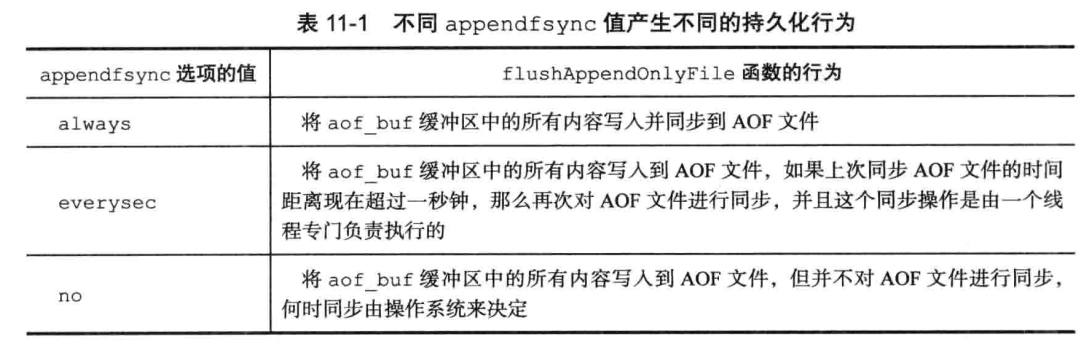 表 11-1 不同 appendfsync 值产生不同的持久化行为
appendfsync 选项的值
flushAppendOnlyFile 函数的行为
always
将 aof_buf 缓冲区中的所有内容写入并同步到 AOF 文件
everysec
将 aof_buf 缓冲区中的所有内容写入到 AOF 文件，如果上次同步 AOF 文件的时间
距离现在超过一秒钟，那么再次对 AOF 文件进行同步，并且这个同步操作是由一个线
程专门负责执行的
no
将 aof_buf 缓冲区中的所有内容写入到 AOF 文件，但并不对 AOF 文件进行同步，
何时同步由操作系统来决定